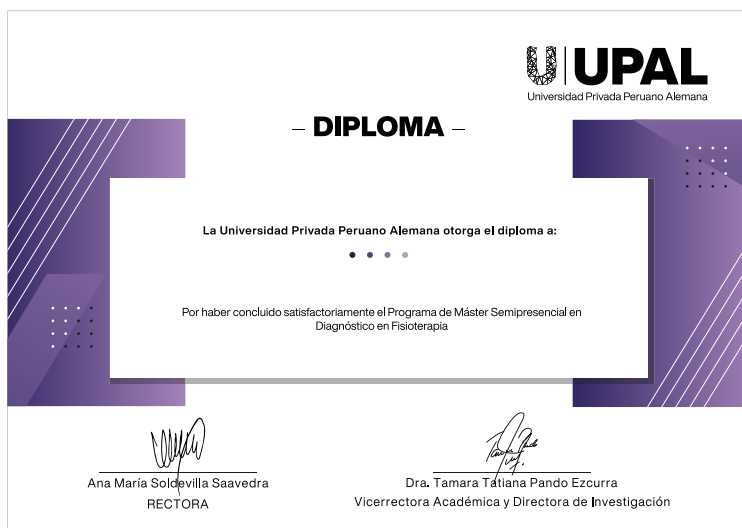 UPAL
Universidad Privada Peruano Alemana
– DIPLOMA –
La Universidad Privada Peruano Alemana otorga el diploma a:
Por haber concluido satisfactoriamente el Programa de Máster Semipresencial en
Diagnóstico en Fisioterapia
Ana María Soldevilla Saavedra
RECTORA
Dra. Tamara Tatiana Pando Ezcurra
Vicerrectora Académica y Directora de Investigación